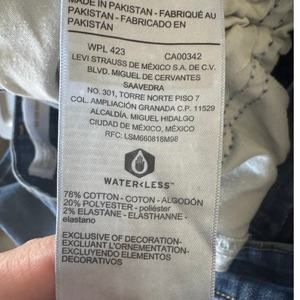 MADE IN PAKISTAN - FABRIQUÉ AU
PAKISTAN - FABRICADO EN
PAKISTÁN
WPL 423 CA00342
LEVI STRAUSS DE MÉXICO S.A. DE C.V.
BLVD. MIGUEL DE CERVANTES
SAAVEDRA
NO. 301, TORRE NORTE PISO 7
COL. AMPLIACIÓN GRANADA C.P. 11529
ALCALDÍA. MIGUEL HIDALGO
CIUDAD DE MÉXICO, MÉXICO
RFC: LSM660818M98
WATER<LESS™
78% COTTON - COTON - ALGODÓN
20% POLYESTER - poliéster
2% ELASTANE - ÉLASTHANNE -
elastano
EXCLUSIVE OF DECORATION-
EXCLUANT L'ORNEMENTATION-
EXCLUYENDO ELEMENTOS
DECORATIVOS